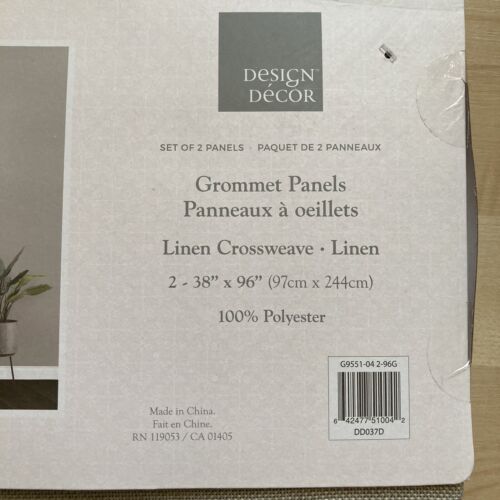 DESIGN
DÉCOR
SET OF 2 PANELS · PAQUET DE 2 PANNEAUX
Grommet Panels
Panneaux à oeillets
Linen Crossweave · Linen
2 - 38” x 96” (97cm x 244cm)
100% Polyester
G9551-04 2-96G
6 42477 51004 2
DD037D
Made in China.
Fait en Chine.
RN 119053 / CA 01405